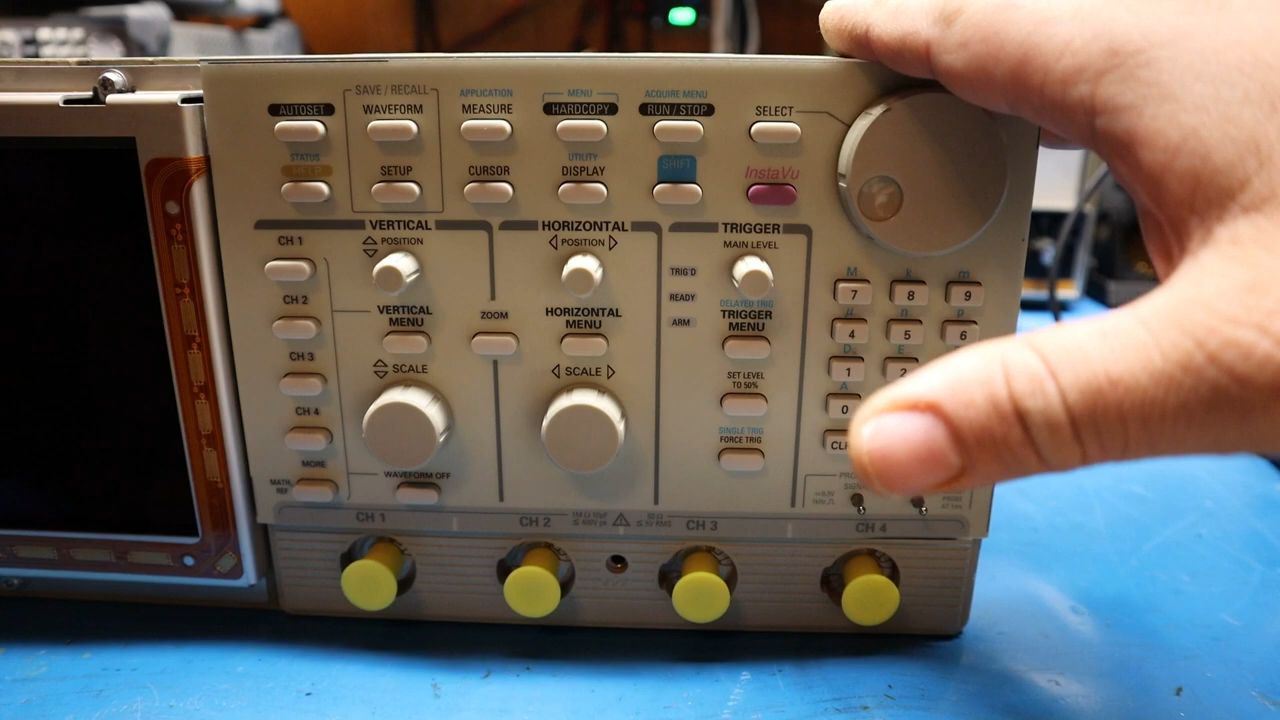 SAVE / RECALL
APPLICATION
MENU
ACQUIRE MENU
AUTOSET
WAVEFORM
MEASURE
HARDCOPY
RUN / STOP
SELECT
STATUS
HELP
SETUP
CURSOR
UTILITY
DISPLAY
SHIFT
InstaVu
VERTICAL
HORIZONTAL
TRIGGER
CH 1
POSITION
POSITION
MAIN LEVEL
CH 2
TRIG'D
READY
ARM
M
k
m
7
8
9
VERTICAL
MENU
ZOOM
HORIZONTAL
MENU
DELAYED TRIG
TRIGGER
MENU
µ
n
p
4
5
6
CH 3
SCALE
SCALE
SET LEVEL
TO 50%
1
2
CH 4
A
0
MORE
MATH
REF
WAVEFORM OFF
SINGLE TRIG
FORCE TRIG
CH 1
CH 2
CH 3
CH 4